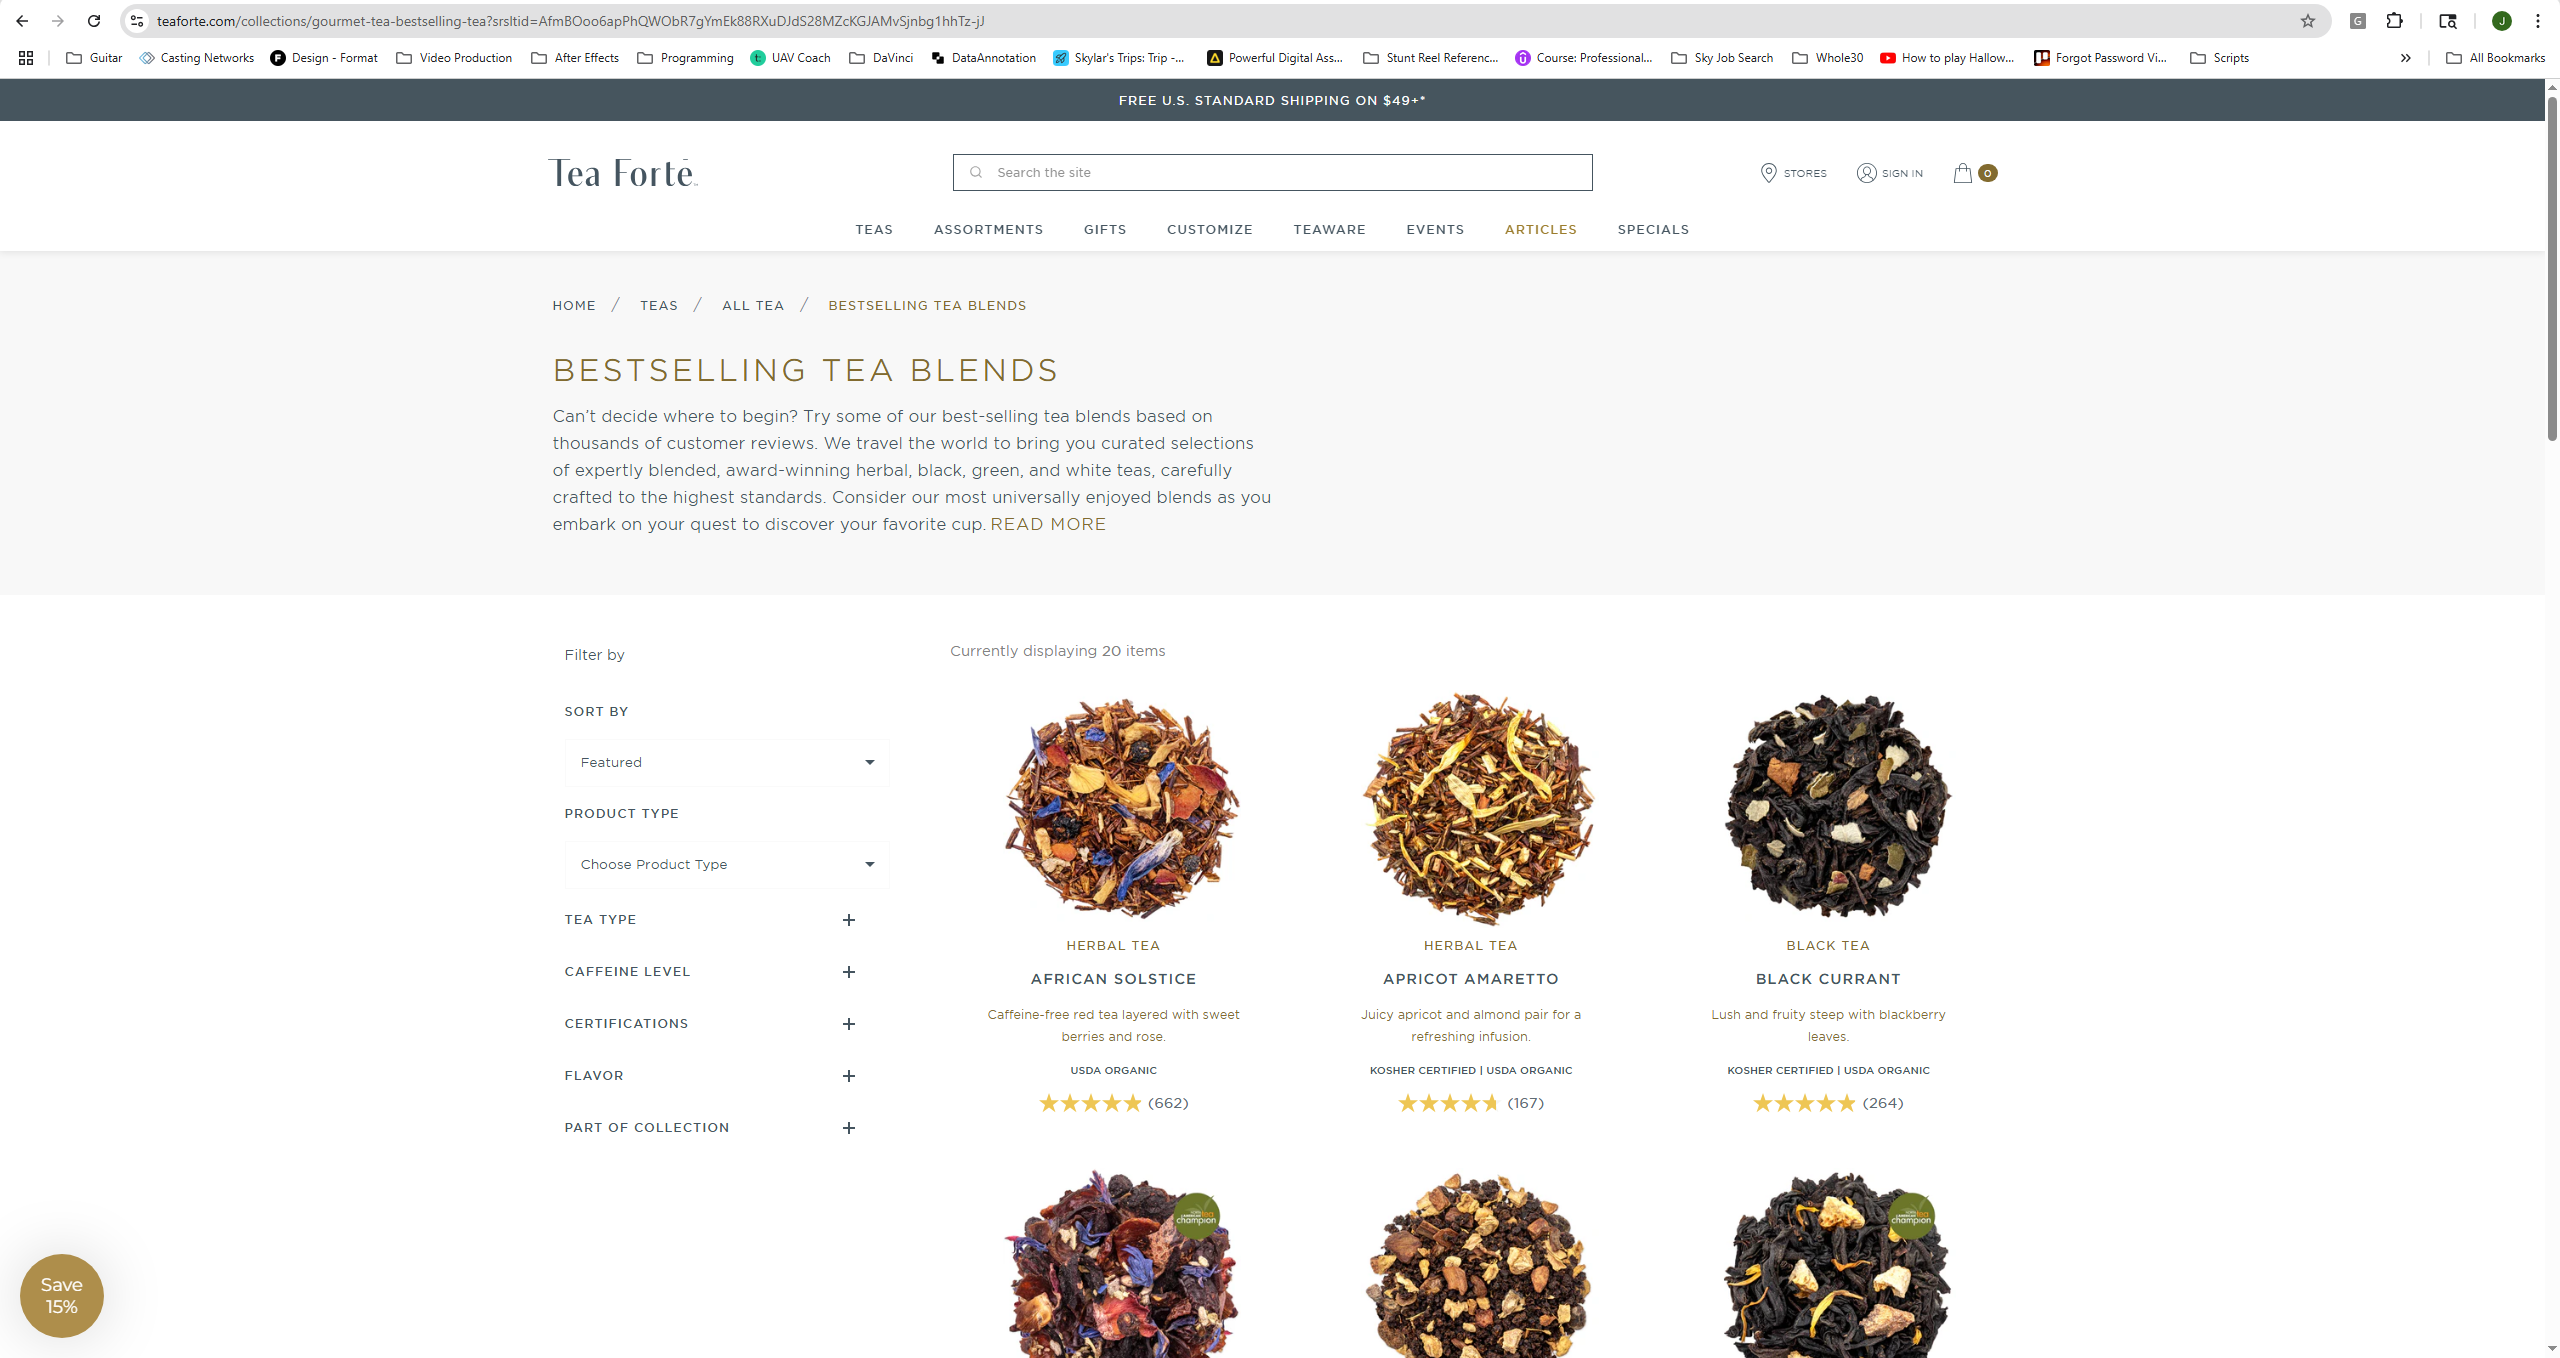 teaforte.com/collections/gourmet-tea-bestselling-tea?srsltid=AfmBOoo6apPhQWObR7gYmEk88RXuDJdS28MZcKGJAMvSjnbg1hhTz-jJ
G
J
Guitar
Casting Networks
Design - Format
Video Production
After Effects
Programming
UAV Coach
DaVinci
DataAnnotation
Skylar's Trips: Trip -...
Powerful Digital Ass...
Stunt Reel Referenc...
Course: Professional...
Sky Job Search
Whole30
How to play Hallow...
Forgot Password Vi...
Scripts
»
All Bookmarks
FREE U.S. STANDARD SHIPPING ON $49+*
Tea Forté
Search the site
STORES
SIGN IN
0
TEAS ASSORTMENTS GIFTS CUSTOMIZE TEAWARE EVENTS ARTICLES SPECIALS
HOME / TEAS / ALL TEA / BESTSELLING TEA BLENDS
BESTSELLING TEA BLENDS
Can't decide where to begin? Try some of our best-selling tea blends based on
thousands of customer reviews. We travel the world to bring you curated selections
of expertly blended, award-winning herbal, black, green, and white teas, carefully
crafted to the highest standards. Consider our most universally enjoyed blends as you
embark on your quest to discover your favorite cup. READ MORE
Filter by
SORT BY
Featured
PRODUCT TYPE
Choose Product Type
TEA TYPE +
CAFFEINE LEVEL +
CERTIFICATIONS +
FLAVOR +
PART OF COLLECTION +
Currently displaying 20 items
HERBAL TEA
AFRICAN SOLSTICE
Caffeine-free red tea layered with sweet
berries and rose.
USDA ORGANIC
(662)
HERBAL TEA
APRICOT AMARETTO
Juicy apricot and almond pair for a
refreshing infusion.
KOSHER CERTIFIED | USDA ORGANIC
(167)
BLACK TEA
BLACK CURRANT
Lush and fruity steep with blackberry
leaves.
KOSHER CERTIFIED | USDA ORGANIC
(264)
tea
champion
tea
champion
Save
15%